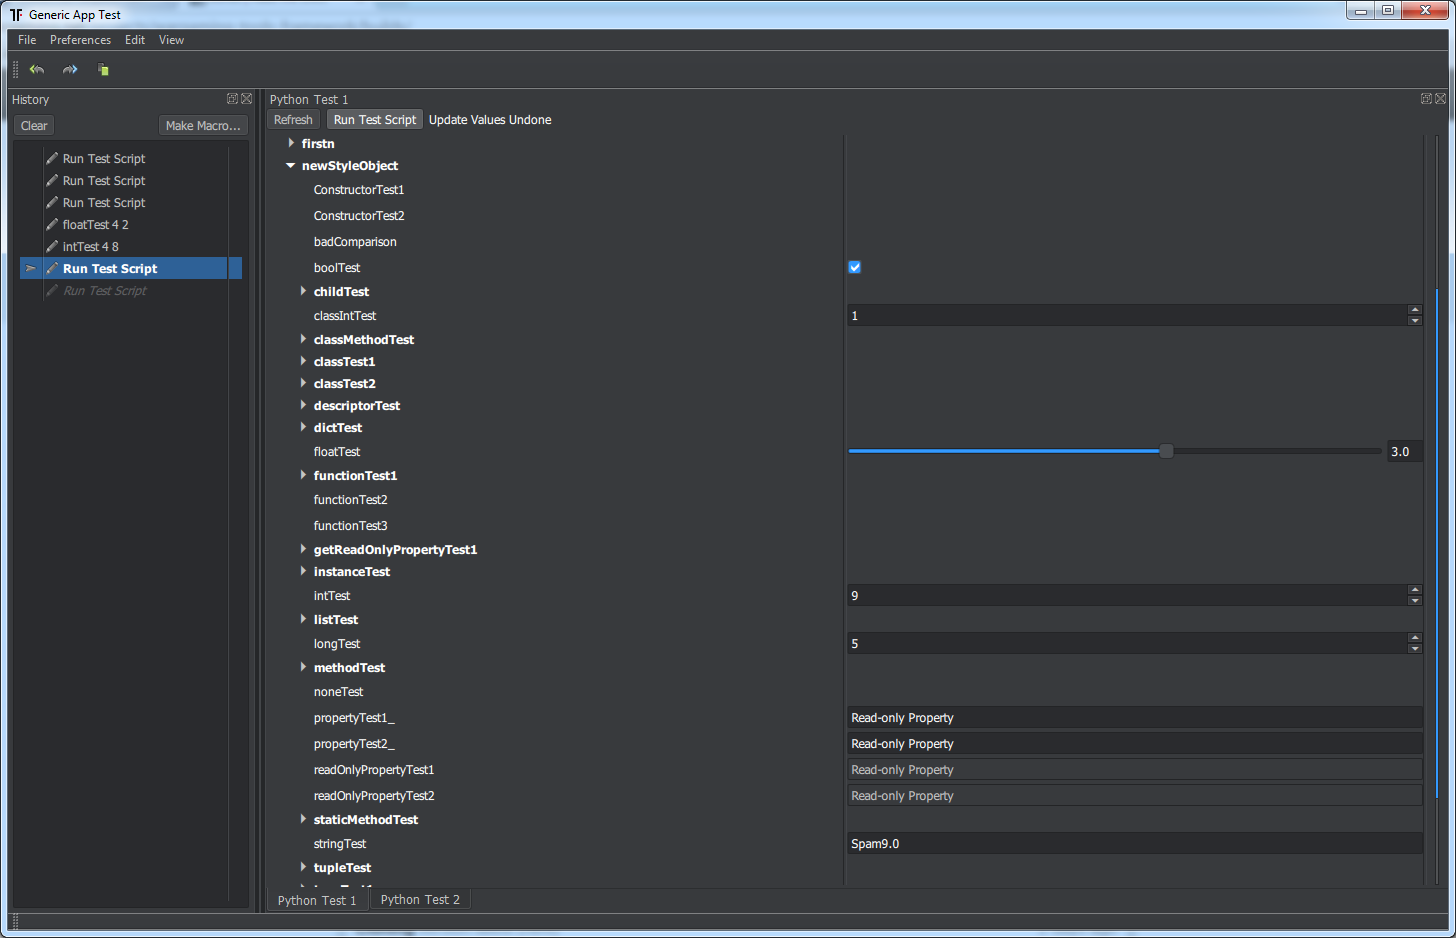 Generic App Test
File Preferences Edit View
History
Clear Make Macro...
Run Test Script
Run Test Script
Run Test Script
floatTest 4 2
intTest 4 8
Run Test Script
Run Test Script
Python Test 1
Refresh Run Test Script Update Values Undone
firstn
newStyleObject
ConstructorTest1
ConstructorTest2
badComparison
boolTest
childTest
classIntTest 1
classMethodTest
classTest1
classTest2
descriptorTest
dictTest
floatTest 3.0
functionTest1
functionTest2
functionTest3
getReadOnlyPropertyTest1
instanceTest
intTest 9
listTest
longTest 5
methodTest
noneTest
propertyTest1_ Read-only Property
propertyTest2_ Read-only Property
readOnlyPropertyTest1 Read-only Property
readOnlyPropertyTest2 Read-only Property
staticMethodTest
stringTest Spam9.0
tupleTest
Python Test 1 Python Test 2